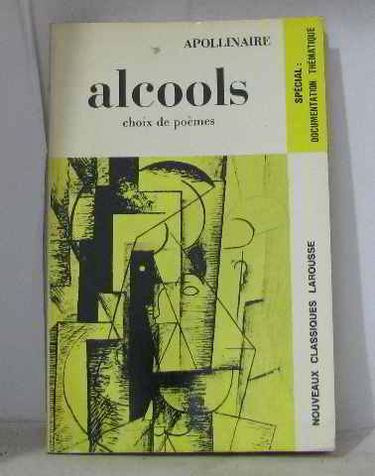 APOLLINAIRE
alcools
choix de poèmes
SPÉCIAL :
DOCUMENTATION THÉMATIQUE
NOUVEAUX CLASSIQUES LAROUSSE